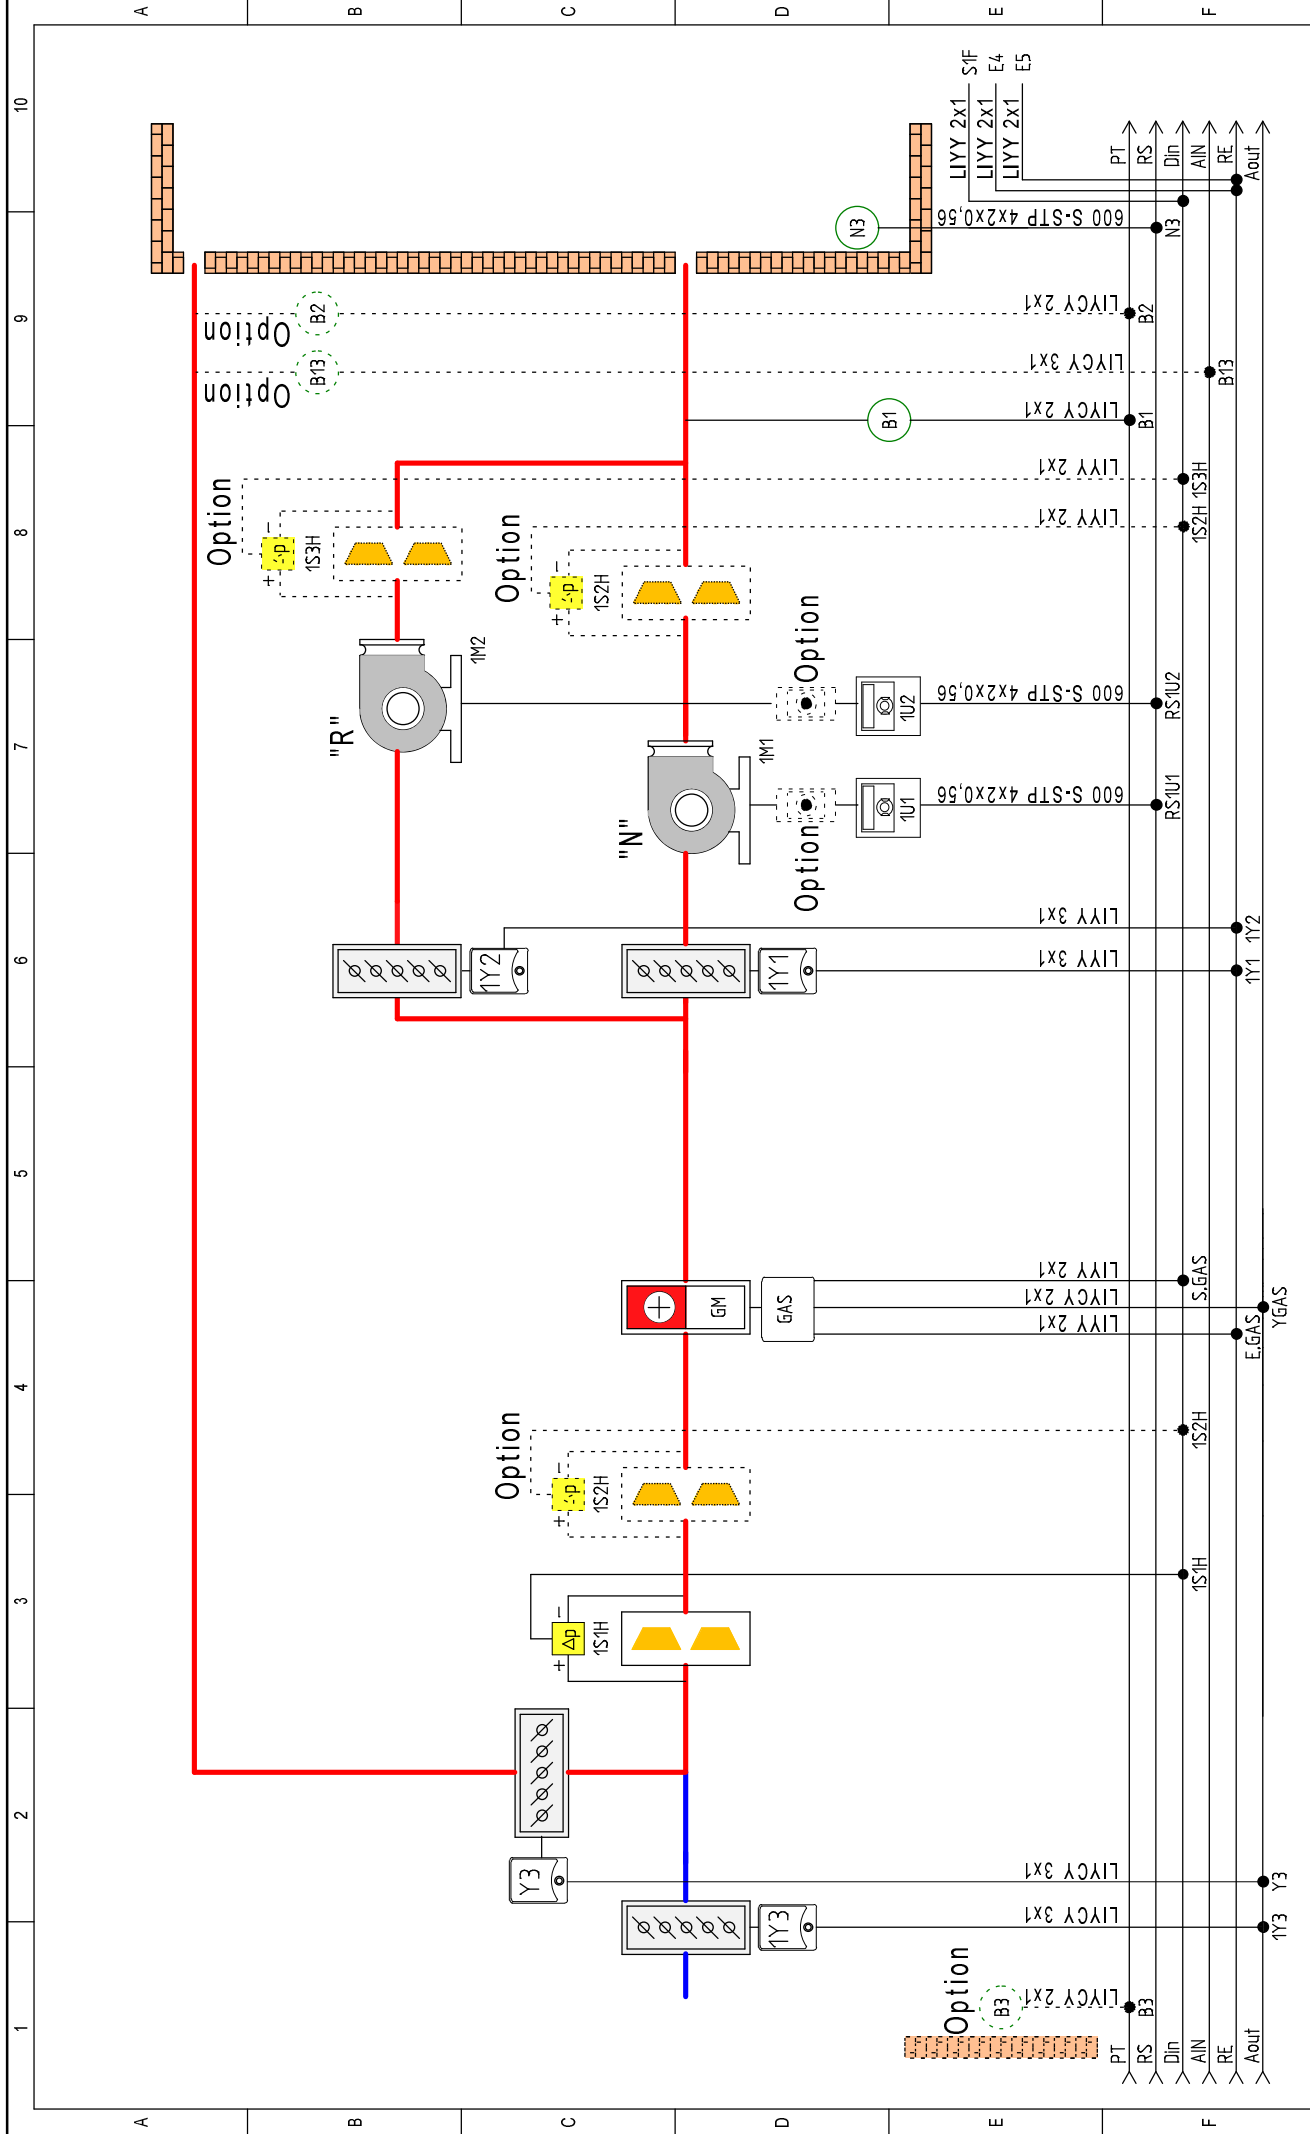 A
B
C
D
E
F
10
9
8
7
6
5
4
3
2
1
S1F
E4
E5
LIYY 2x1
LIYY 2x1
LIYY 2x1
PT
RS
Din
AIN
RE
Aout
N3
600 S-STP 4x2x0,56
N3
Option
B2
LIYCY 2x1
B2
Option
B13
LIYCY 3x1
B13
B1
LIYCY 2x1
B1
Option
+
-
Δp
1S3H
LIYY 2x1
1S3H
Option
+
-
Δp
1S2H
LIYY 2x1
1S2H
"R"
1M2
Option
1U2
600 S-STP 4x2x0,56
RS1U2
"N"
1M1
Option
1U1
600 S-STP 4x2x0,56
RS1U1
1Y2
LIYY 3x1
1Y2
1Y1
LIYY 3x1
1Y1
GM
GAS
LIYY 2x1
LIYCY 2x1
LIYY 2x1
S.GAS
YGAS
E.GAS
Option
+
-
Δp
1S2H
1S2H
+
-
Δp
1S1H
1S1H
Y3
LIYCY 3x1
Y3
1Y3
LIYCY 3x1
1Y3
Option
B3
LIYCY 2x1
B3
PT
RS
Din
AIN
RE
Aout
A
B
C
D
E
F